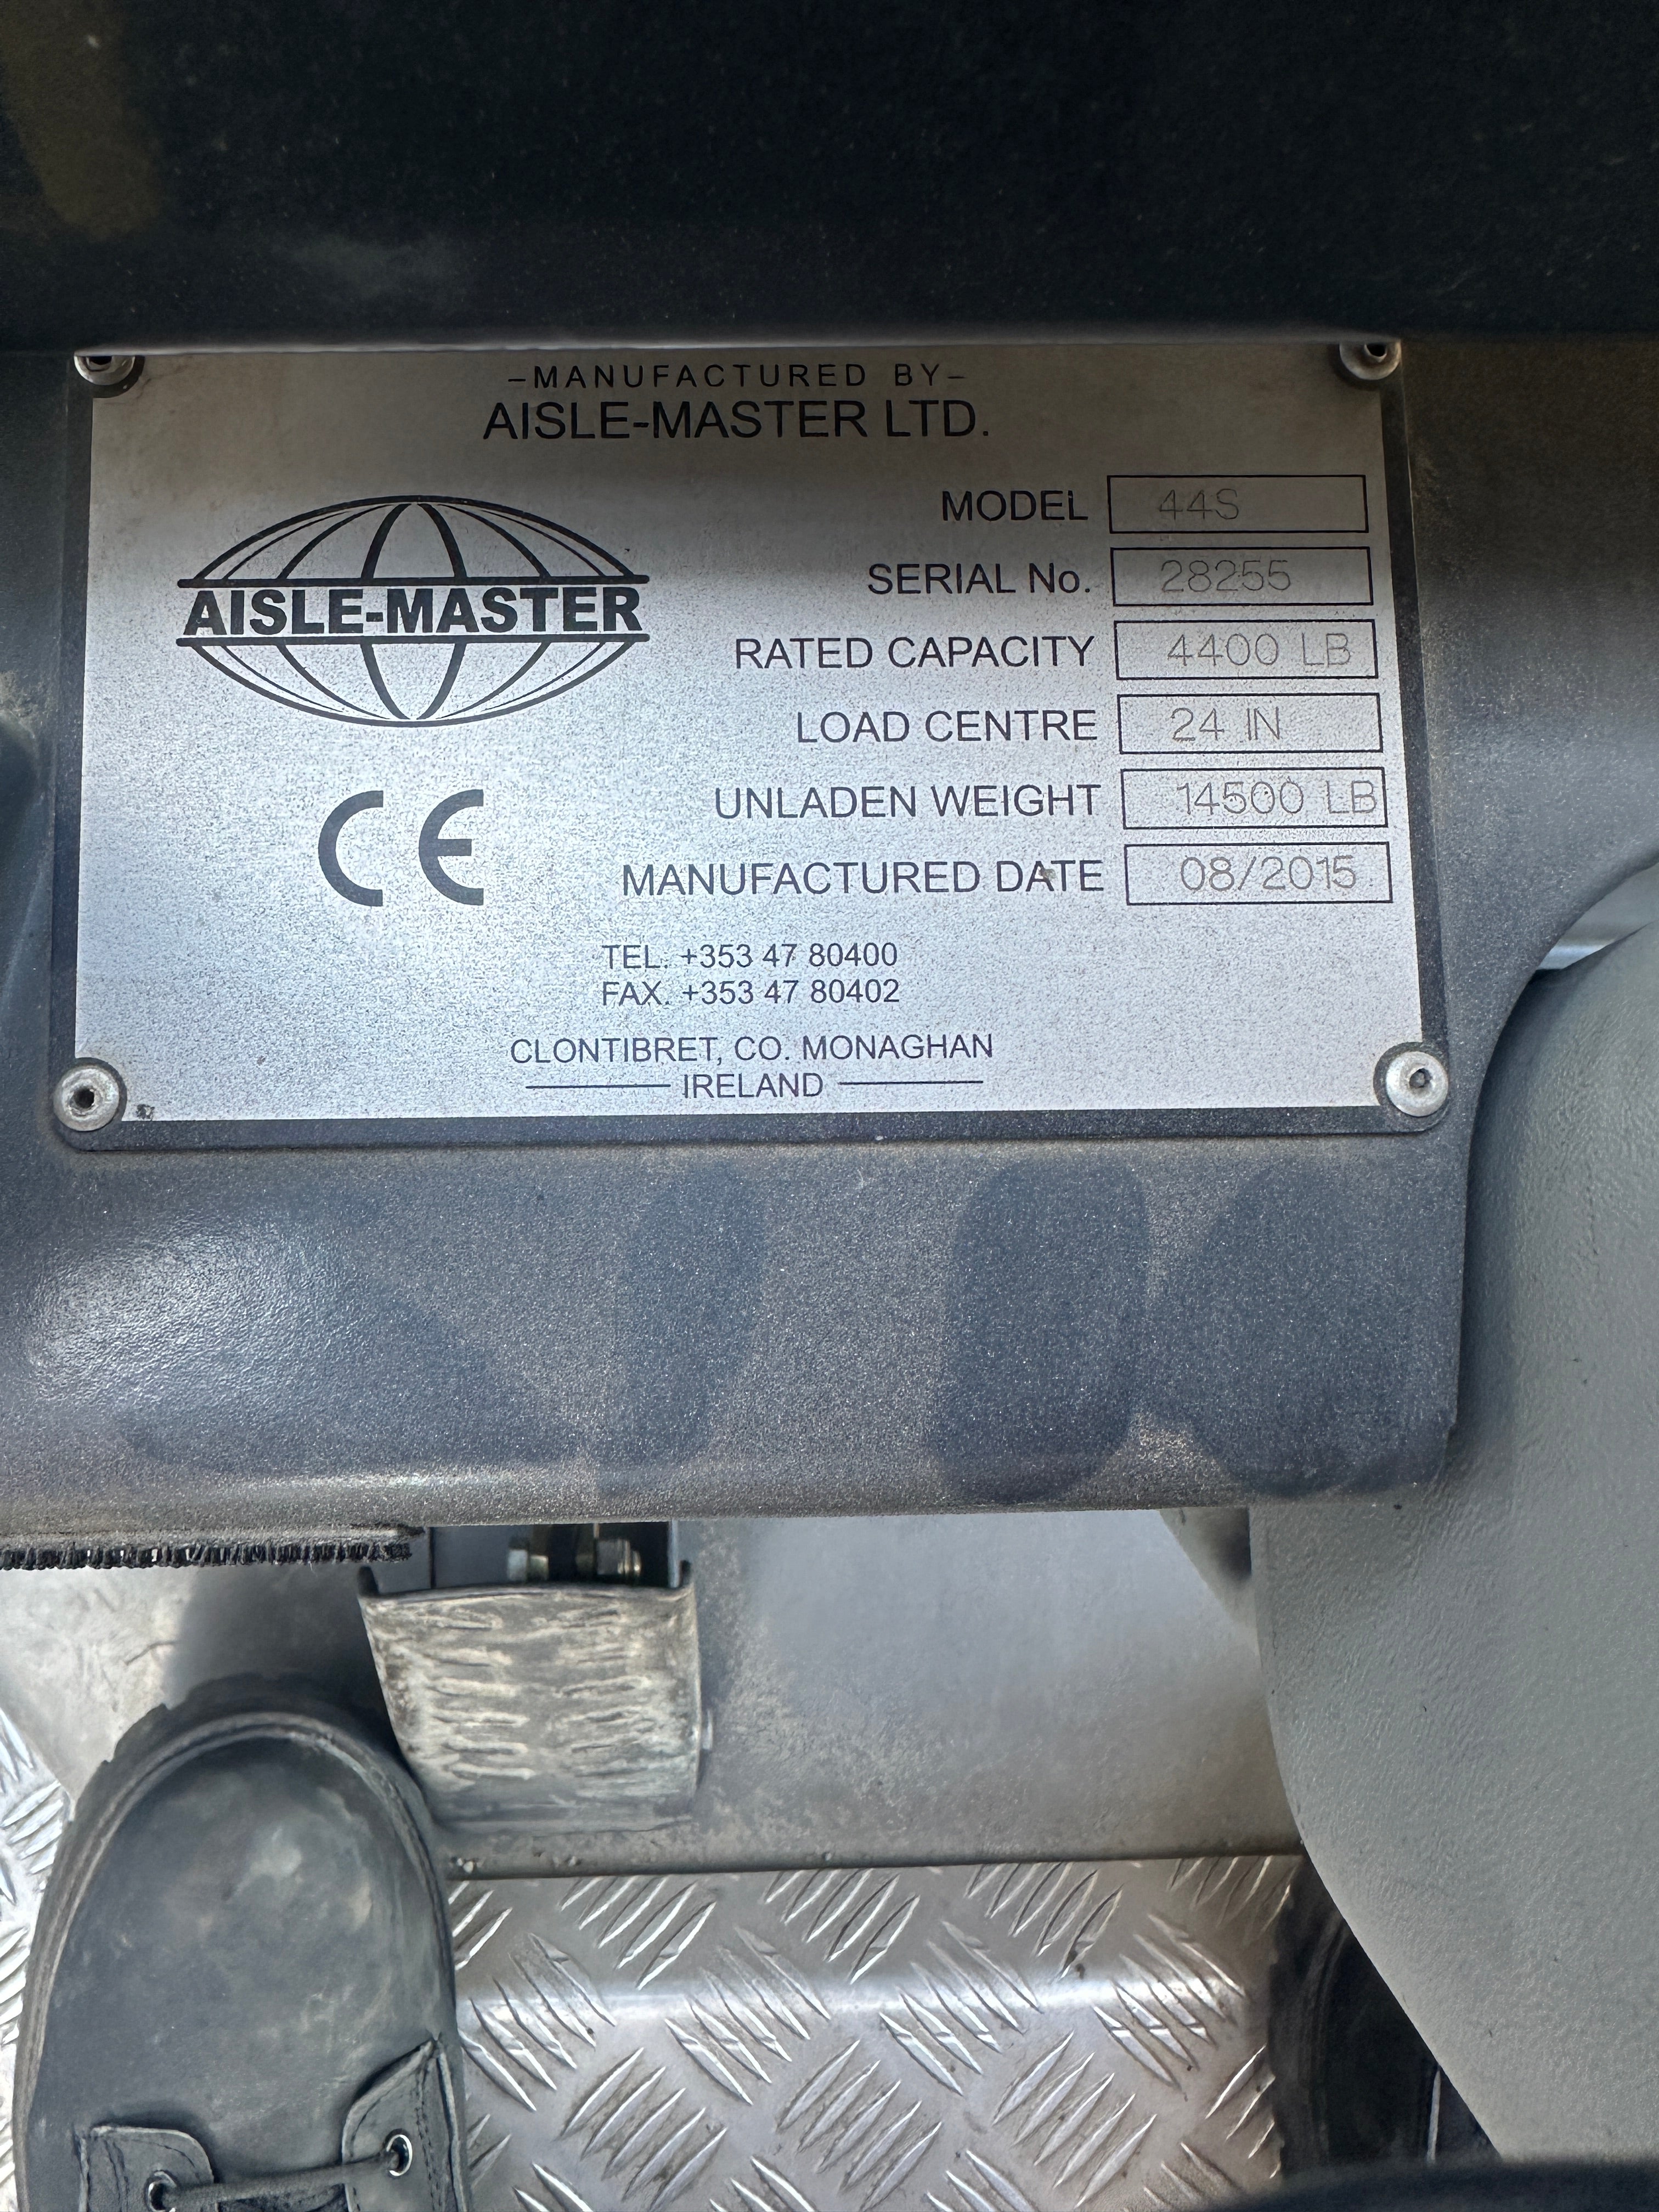 –MANUFACTURED BY–
AISLE-MASTER LTD.
AISLE-MASTER
CE
MODEL 44S
SERIAL No. 28255
RATED CAPACITY 4400 LB
LOAD CENTRE 24 IN
UNLADEN WEIGHT 14500 LB
MANUFACTURED DATE 08/2015
TEL. +353 47 80400
FAX. +353 47 80402
CLONTIBRET, CO. MONAGHAN
IRELAND